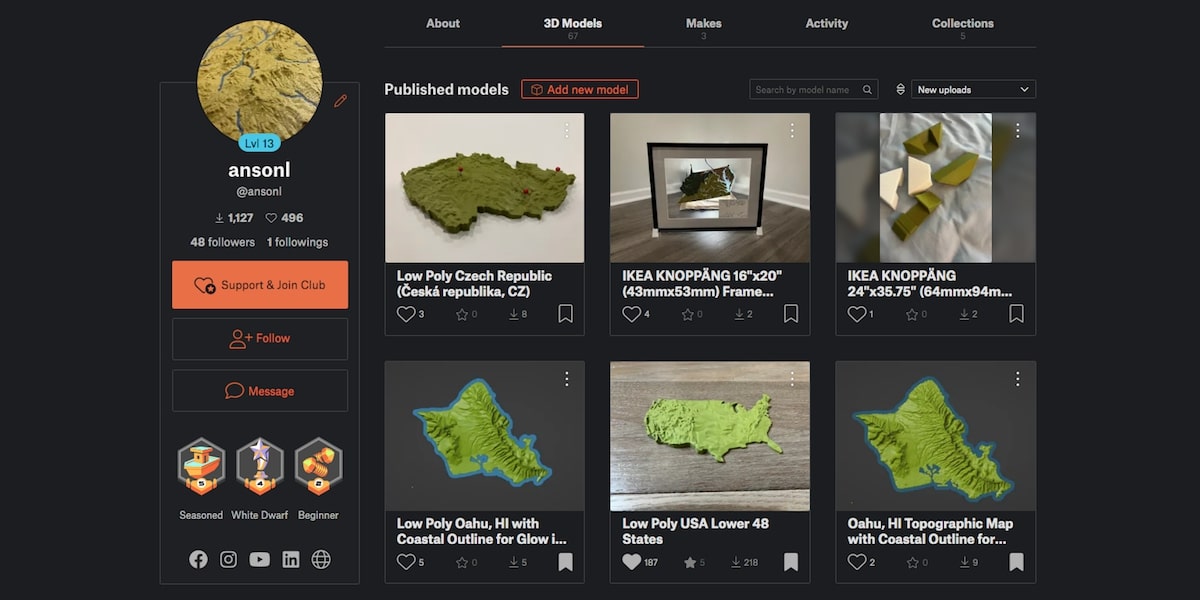 About
3D Models
67
Makes
3
Activity
Collections
5
Lvl 13
ansonl
@ansonl
1,127 496
48 followers 1 followings
Support & Join Club
Follow
Message
5 4 2
Seasoned White Dwarf Beginner
Published models
Add new model
Search by model name
New uploads
Low Poly Czech Republic
(Česká republika, CZ)
3 0 8
IKEA KNOPPÄNG 16"x20"
(43mmx53mm) Frame...
4 0 2
IKEA KNOPPÄNG
24"x35.75" (64mmx94m...
1 0 2
Low Poly Oahu, HI with
Coastal Outline for Glow i...
5 0 5
Low Poly USA Lower 48
States
187 5 218
Oahu, HI Topographic Map
with Coastal Outline for...
2 0 9